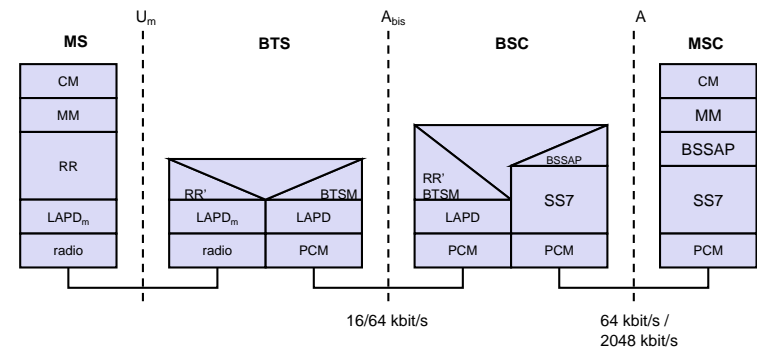 Um
Abis
A
MS
BTS
BSC
MSC
CM
MM
RR
LAPDm
radio
RR'
BTSM
LAPDm
LAPD
radio
PCM
RR'
BTSM
BSSAP
LAPD
SS7
PCM
PCM
CM
MM
BSSAP
SS7
PCM
16/64 kbit/s
64 kbit/s /
2048 kbit/s